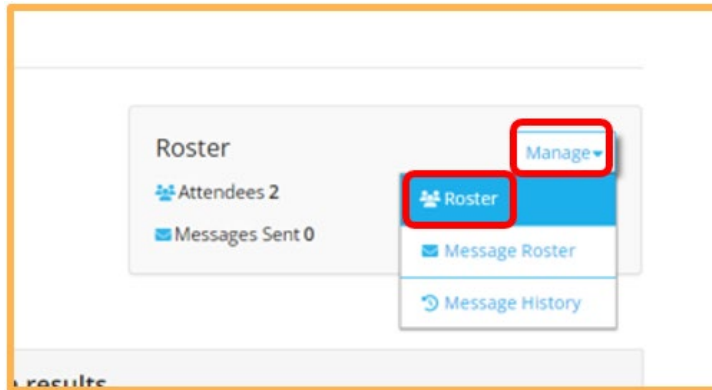 Roster
Manage
Attendees 2
Roster
Messages Sent 0
Message Roster
Message History
results